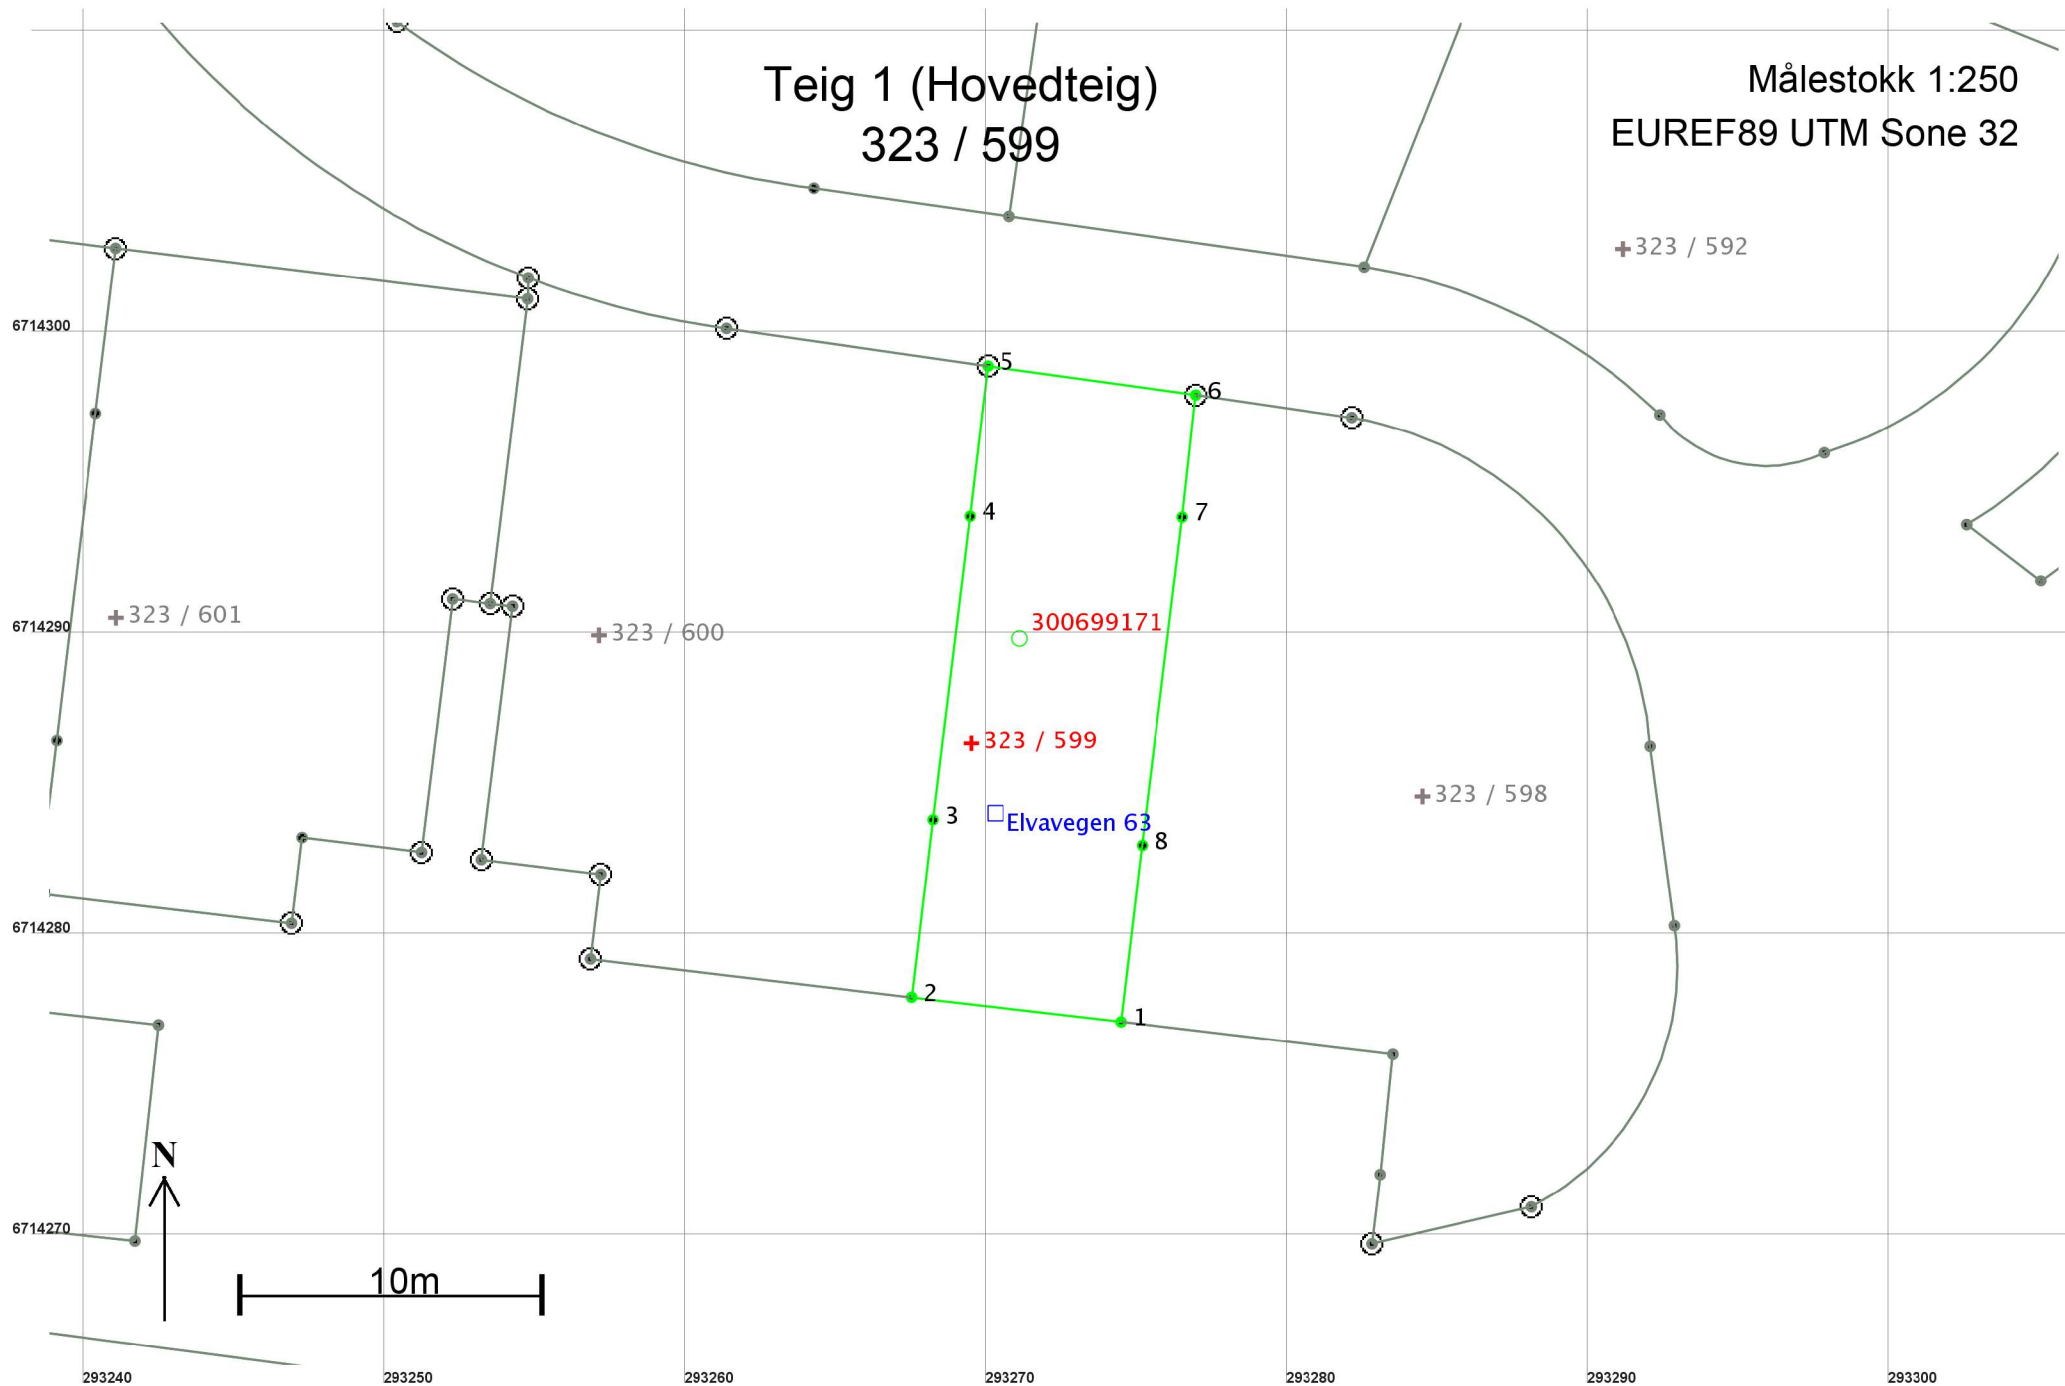 Teig 1 (Hovedteig)
323 / 599
Målestokk 1:250
EUREF89 UTM Sone 32
323 / 592
6714300
5
6
4
7
300699171
323 / 601
6714290
323 / 600
323 / 599
323 / 598
3
Elvavegen 63
8
6714280
2
1
N
6714270
10m
293240
293250
293260
293270
293280
293290
293300